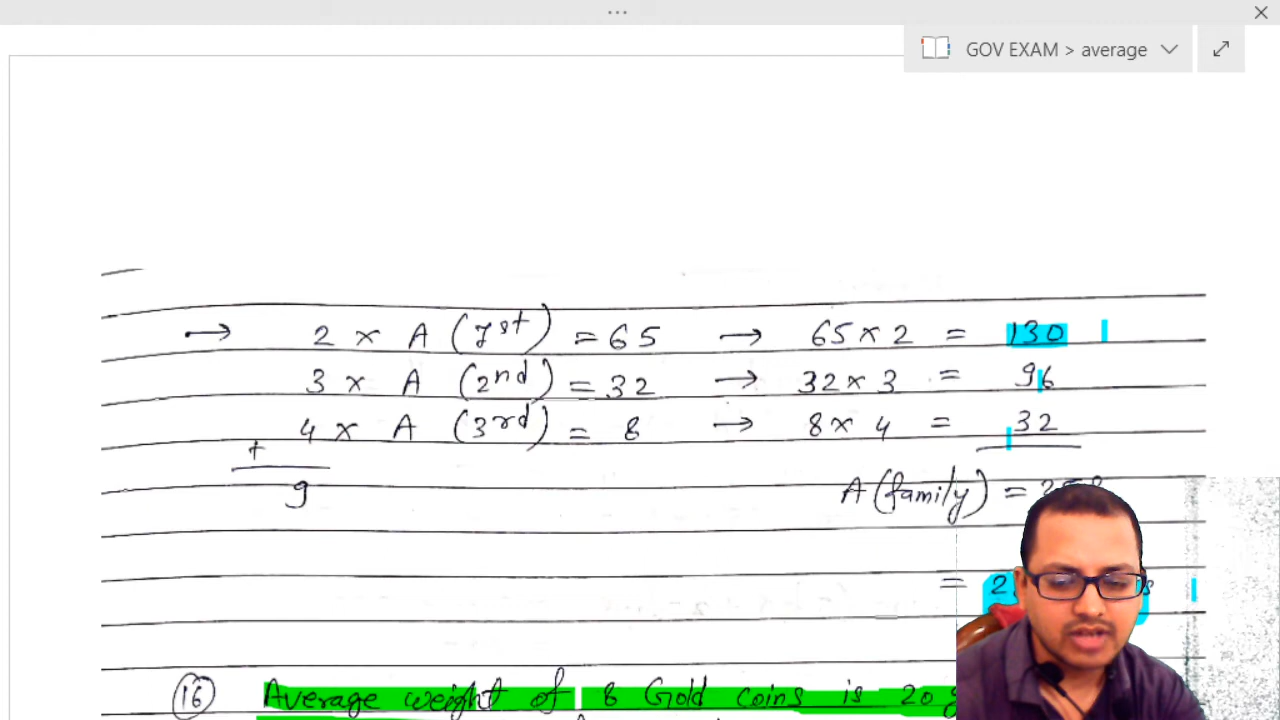 GOV EXAM > average
→ 2 × A (1st) = 65 → 65 × 2 = 130
3 × A (2nd) = 32 → 32 × 3 = 96
4 × A (3rd) = 8 → 8 × 4 = 32
+
9
A (family) =
=
16 Average weight of 8 Gold coins is 20